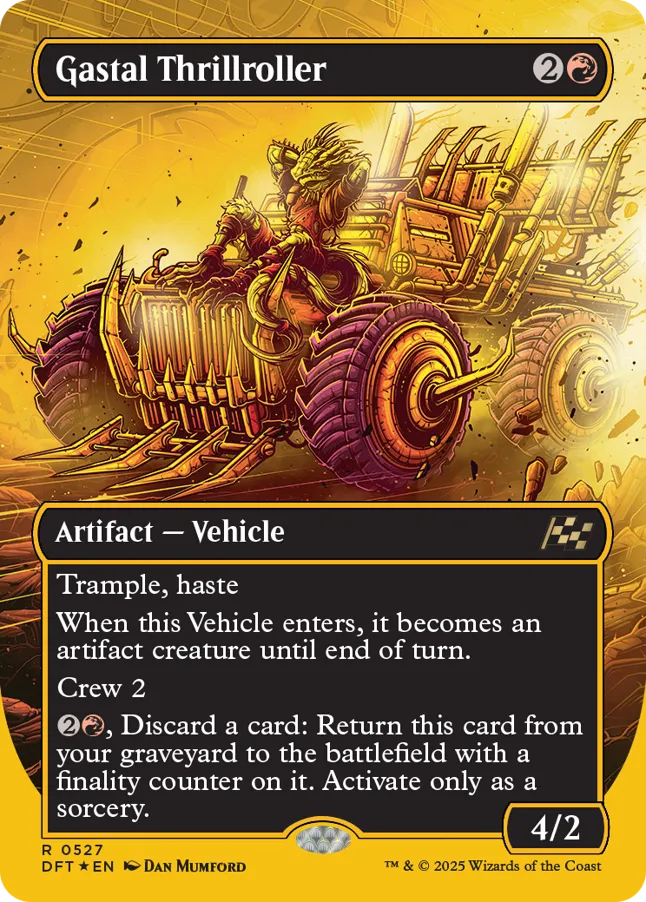 Gastal Thrillroller 2
Artifact — Vehicle
Trample, haste
When this Vehicle enters, it becomes an
artifact creature until end of turn.
Crew 2
2, Discard a card: Return this card from
your graveyard to the battlefield with a
finality counter on it. Activate only as a
sorcery.
4/2
R 0527
DFT★EN Dan Mumford
™ & © 2025 Wizards of the Coast